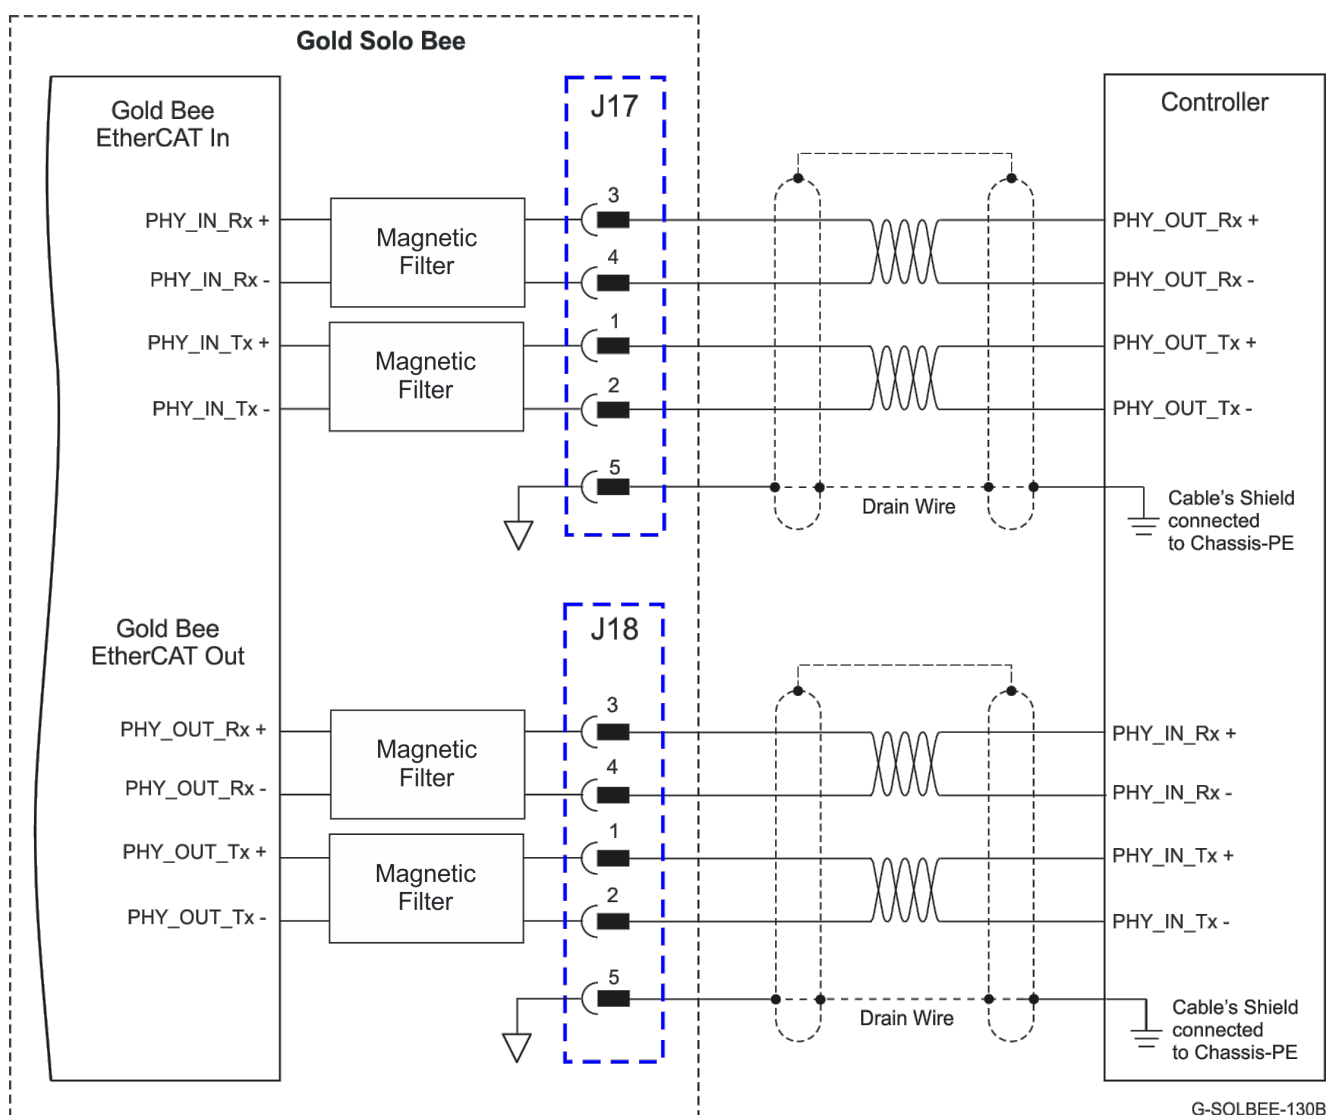 Gold Solo Bee
Gold Bee
EtherCAT In
J17
Controller
PHY_IN_Rx +
Magnetic
Filter
3
PHY_OUT_Rx +
PHY_IN_Rx -
4
PHY_OUT_Rx -
PHY_IN_Tx +
Magnetic
Filter
1
PHY_OUT_Tx +
PHY_IN_Tx -
2
PHY_OUT_Tx -
5
Drain Wire
Cable's Shield
connected
to Chassis-PE
Gold Bee
EtherCAT Out
J18
PHY_OUT_Rx +
Magnetic
Filter
3
PHY_IN_Rx +
PHY_OUT_Rx -
4
PHY_IN_Rx -
PHY_OUT_Tx +
Magnetic
Filter
1
PHY_IN_Tx +
PHY_OUT_Tx -
2
PHY_IN_Tx -
5
Drain Wire
Cable's Shield
connected
to Chassis-PE
G-SOLBEE-130B